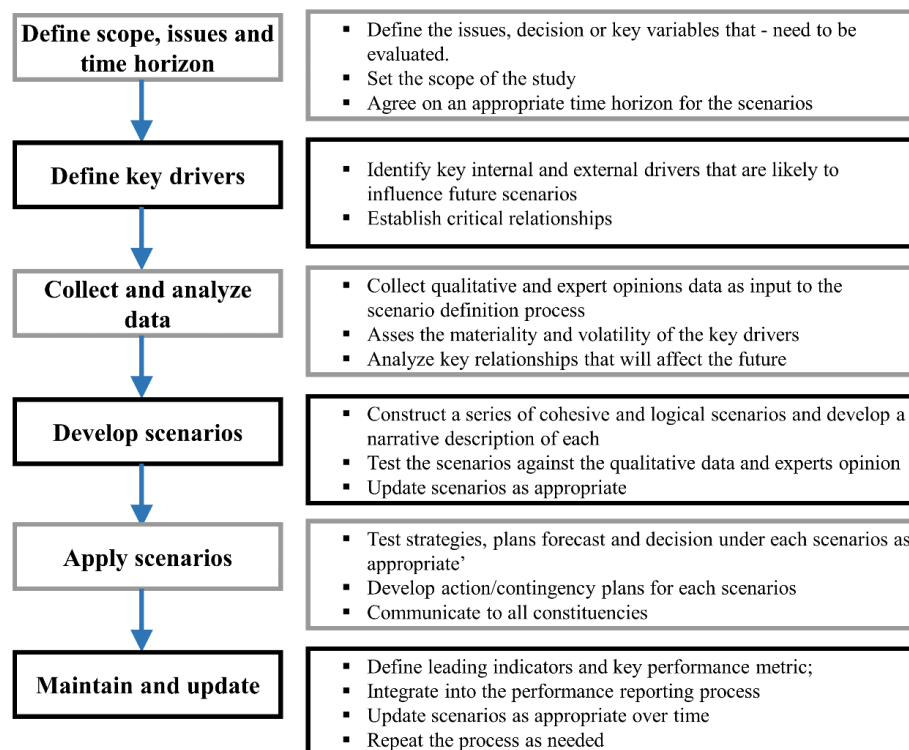 Define scope, issues and
time horizon
▪ Define the issues, decision or key variables that - need to be
evaluated.
▪ Set the scope of the study
▪ Agree on an appropriate time horizon for the scenarios
Define key drivers
▪ Identify key internal and external drivers that are likely to
influence future scenarios
▪ Establish critical relationships
Collect and analyze
data
▪ Collect qualitative and expert opinions data as input to the
scenario definition process
▪ Asses the materiality and volatility of the key drivers
▪ Analyze key relationships that will affect the future
Develop scenarios
▪ Construct a series of cohesive and logical scenarios and develop a
narrative description of each
▪ Test the scenarios against the qualitative data and experts opinion
▪ Update scenarios as appropriate
Apply scenarios
▪ Test strategies, plans forecast and decision under each scenarios as
appropriate’
▪ Develop action/contingency plans for each scenarios
▪ Communicate to all constituencies
Maintain and update
▪ Define leading indicators and key performance metric;
▪ Integrate into the performance reporting process
▪ Update scenarios as appropriate over time
▪ Repeat the process as needed